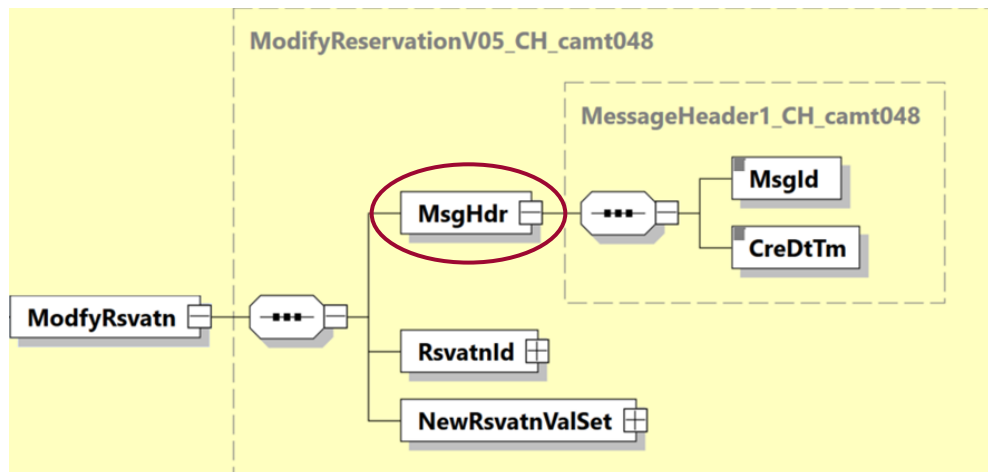 ModifyReservationV05_CH_camt048
MessageHeader1_CH_camt048
MsgId
MsgHdr
CreDtTm
ModfyRsvatn
RsvatnId
NewRsvatnValSet